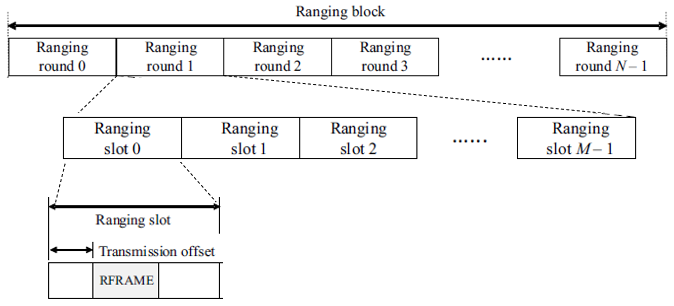 Ranging block
Ranging round 0
Ranging round 1
Ranging round 2
Ranging round 3
......
Ranging round N – 1
Ranging slot 0
Ranging slot 1
Ranging slot 2
......
Ranging slot M – 1
Ranging slot
Transmission offset
RFRAME